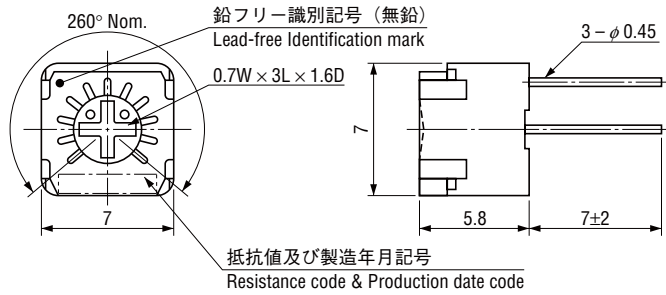 260° Nom.
鉛フリー識別記号（無鉛）
Lead-free Identification mark
3 – φ 0.45
0.7W × 3L × 1.6D
7
7
5.8
7±2
抵抗値及び製造年月記号
Resistance code & Production date code